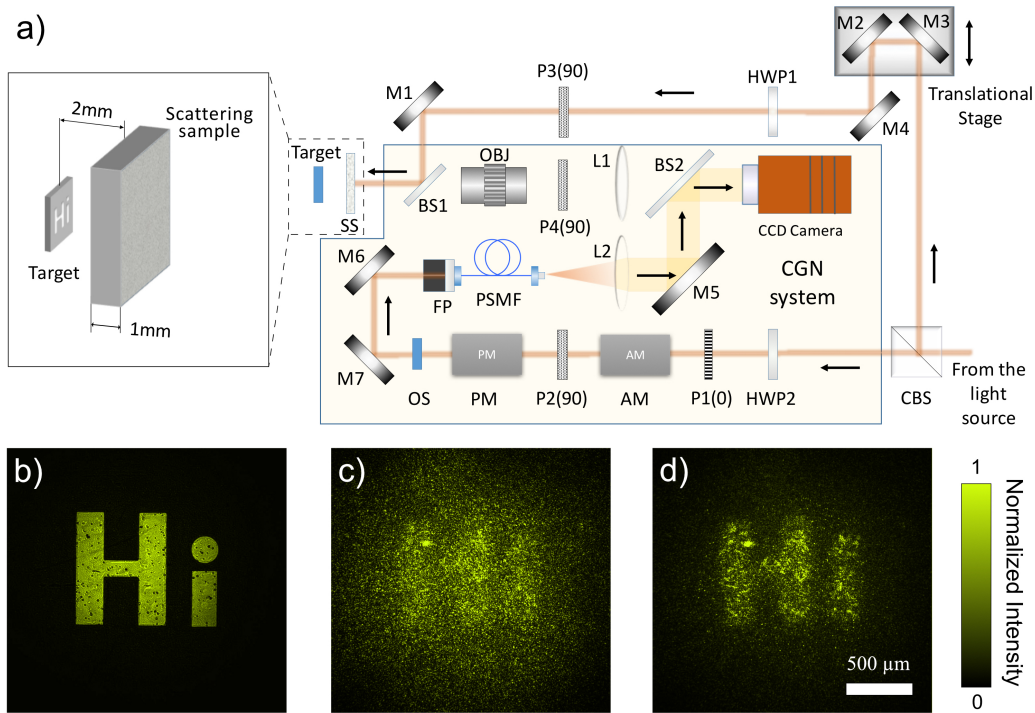 a)
2mm
Scattering
sample
Hi
Target
1mm
Target
SS
M1
P3(90)
HWP1
M2
M3
Translational
Stage
M4
BS1
OBJ
P4(90)
L1
BS2
CCD Camera
M6
FP
PSMF
L2
M5
CGN
system
M7
OS
PM
PM
P2(90)
AM
AM
P1(0)
HWP2
CBS
From the
light
source
b)
c)
d)
500 µm
1
Normalized Intensity
0
Hi
Hi